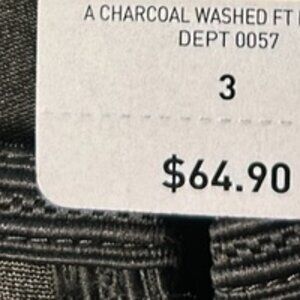 A CHARCOAL WASHED FT
DEPT 0057
3
$64.90